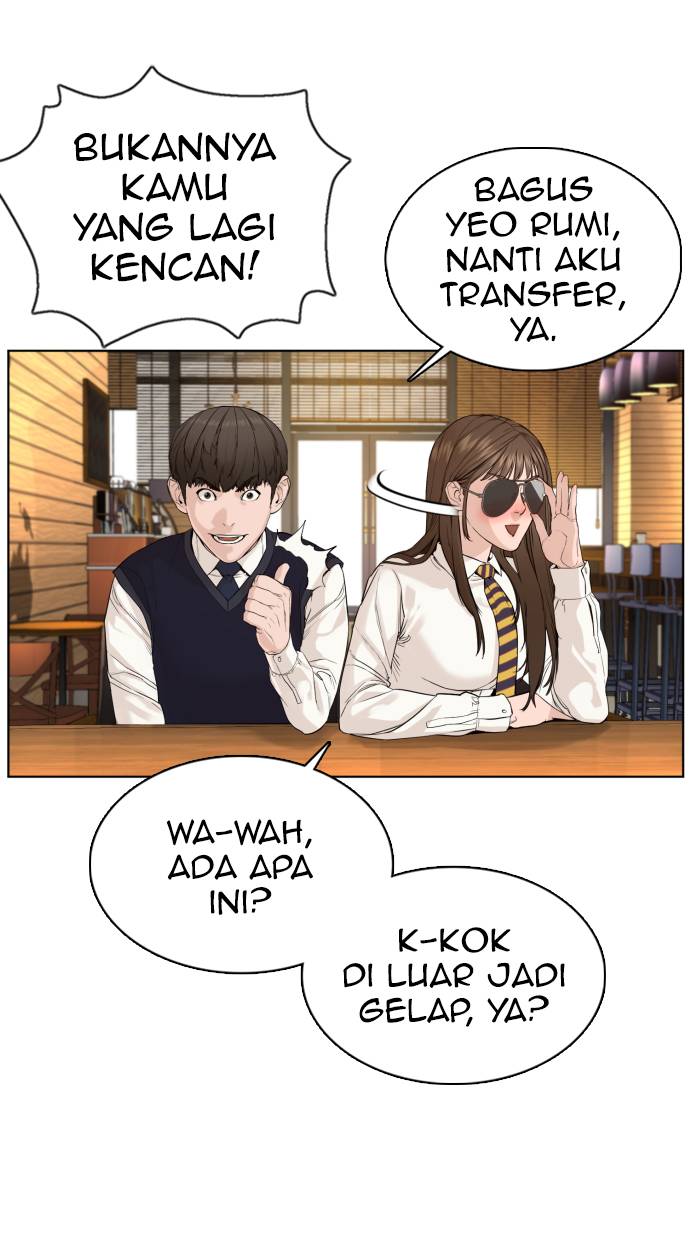 BUKANNYA
KAMU
YANG LAGI
KENCAN!
BAGUS
YEO RUMI,
NANTI AKU
TRANSFER,
YA.
WA-WAH,
ADA APA
INI?
K-KOK
DI LUAR JADI
GELAP, YA?